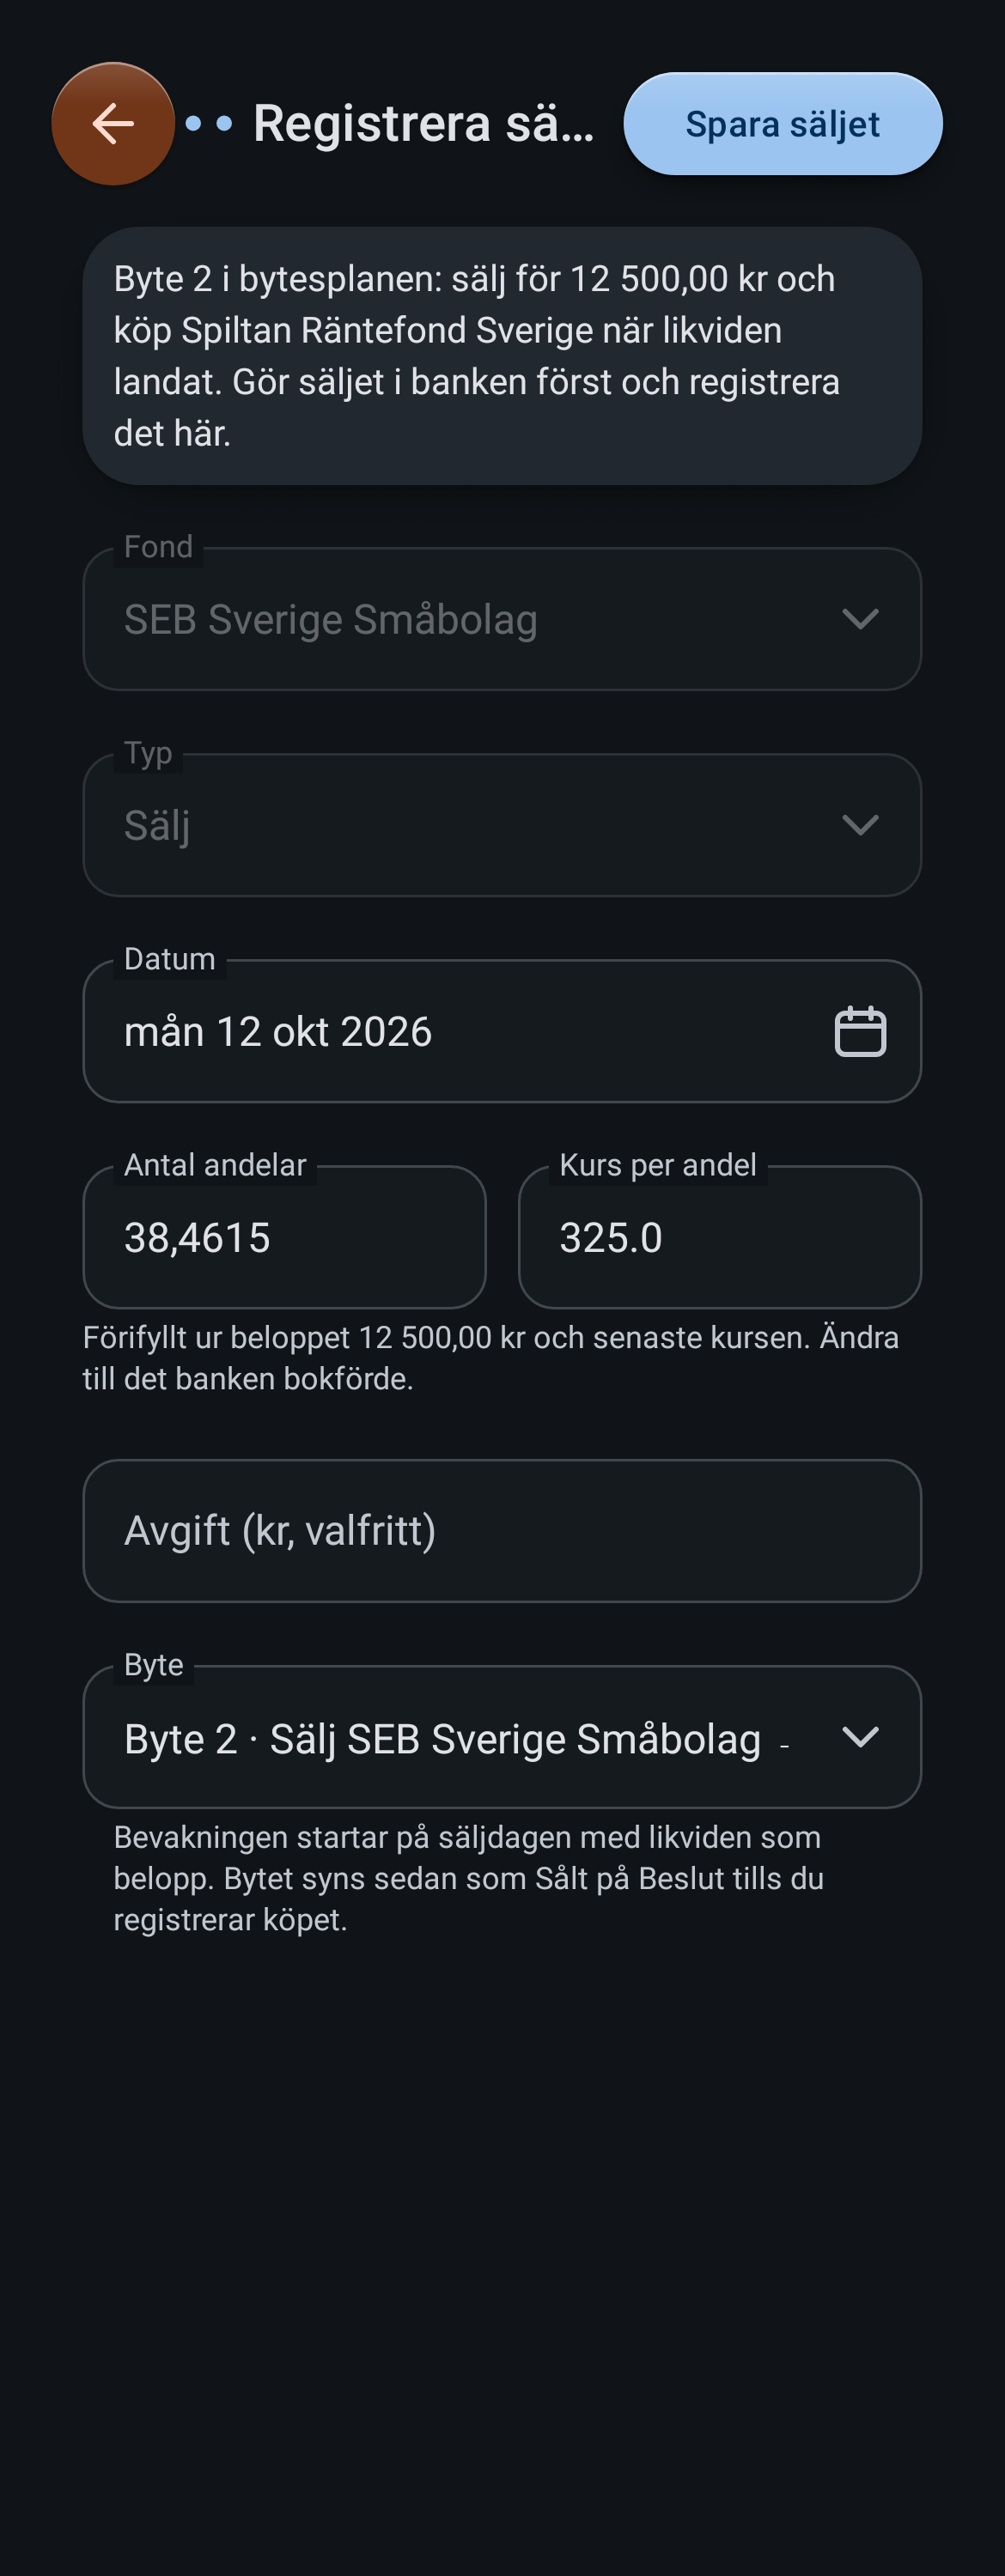 Registrera sä...
Spara säljet
Byte 2 i bytesplanen: sälj för 12 500,00 kr och
köp Spiltan Räntefond Sverige när likviden
landat. Gör säljet i banken först och registrera
det här.
Fond
SEB Sverige Småbolag
Typ
Sälj
Datum
mån 12 okt 2026
Antal andelar
38,4615
Kurs per andel
325.0
Förifyllt ur beloppet 12 500,00 kr och senaste kursen. Ändra
till det banken bokförde.
Avgift (kr, valfritt)
Byte
Byte 2 · Sälj SEB Sverige Småbolag
Bevakningen startar på säljdagen med likviden som
belopp. Bytet syns sedan som Sålt på Beslut tills du
registrerar köpet.